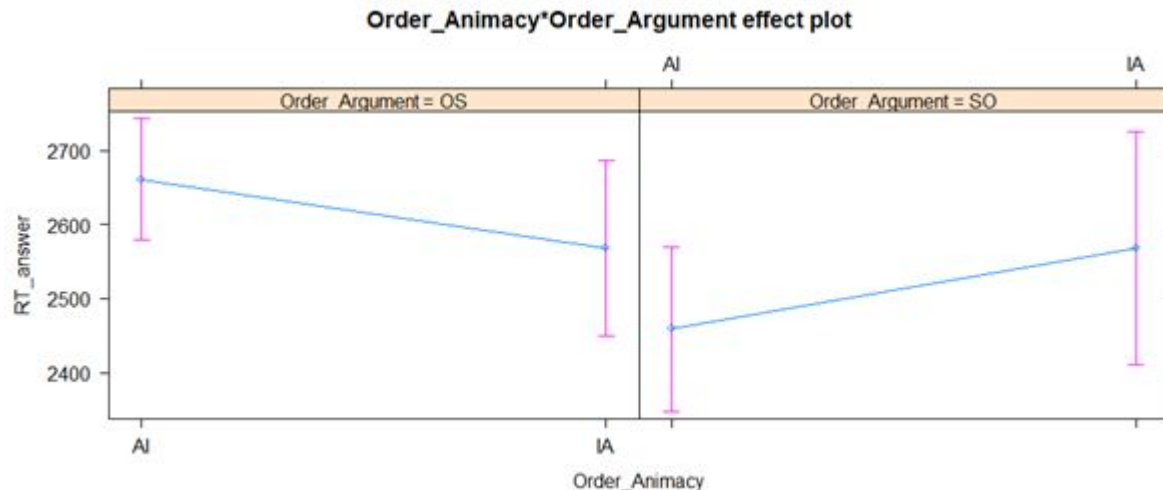 Order_Animacy*Order_Argument effect plot
AI IA
Order_Argument = OS Order_Argument = SO
2700
2600
2500
2400
RT_answer
AI IA
Order_Animacy